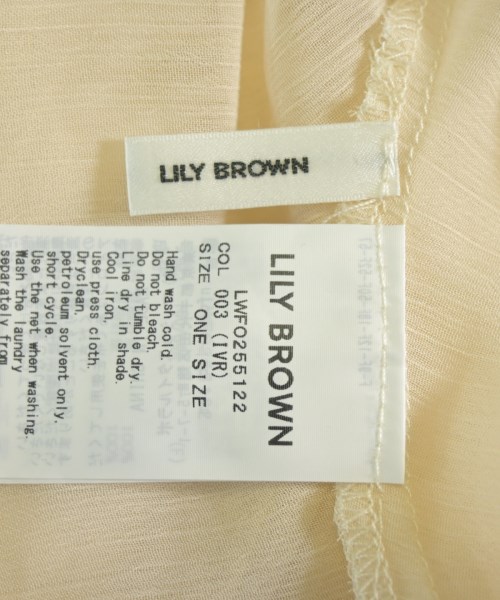 LILY BROWN
LILY BROWN
LWFO255122
COL 003 (IVR)
SIZE ONE SIZE
Hand wash cold.
Do not bleach.
Do not tumble dry.
Line dry in shade.
Cool iron.
use press cloth.
Dryclean.
petroleum solvent only.
short cycle.
Use the net when washing.
Wash the laundry
separately from